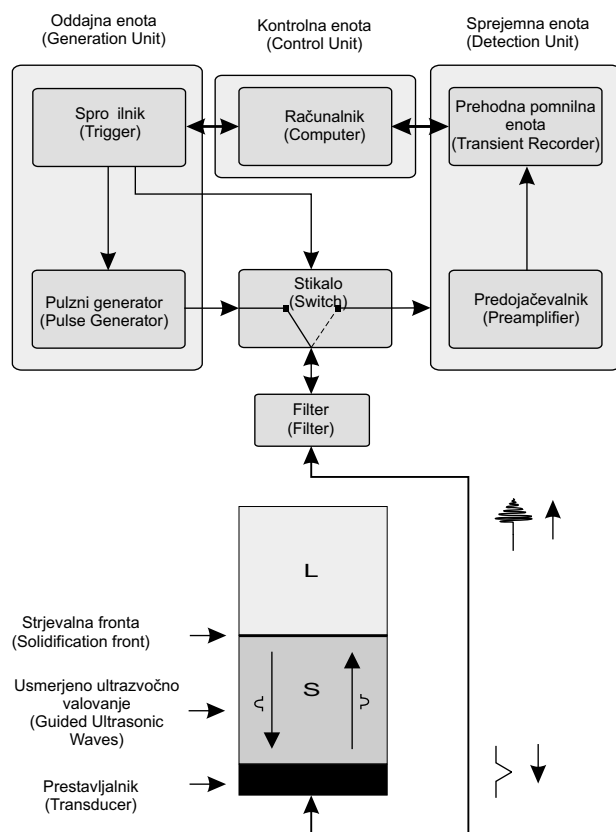 Oddajna enota
(Generation Unit)
Kontrolna enota
(Control Unit)
Sprejemna enota
(Detection Unit)
Spro ilnik
(Trigger)
Računalnik
(Computer)
Prehodna pomnilna
enota
(Transient Recorder)
Pulzni generator
(Pulse Generator)
Stikalo
(Switch)
Predojačevalnik
(Preamplifier)
Filter
(Filter)
L
Strjevalna fronta
(Solidification front)
S
Usmerjeno ultrazvočno
valovanje
(Guided Ultrasonic
Waves)
Prestavljalnik
(Transducer)